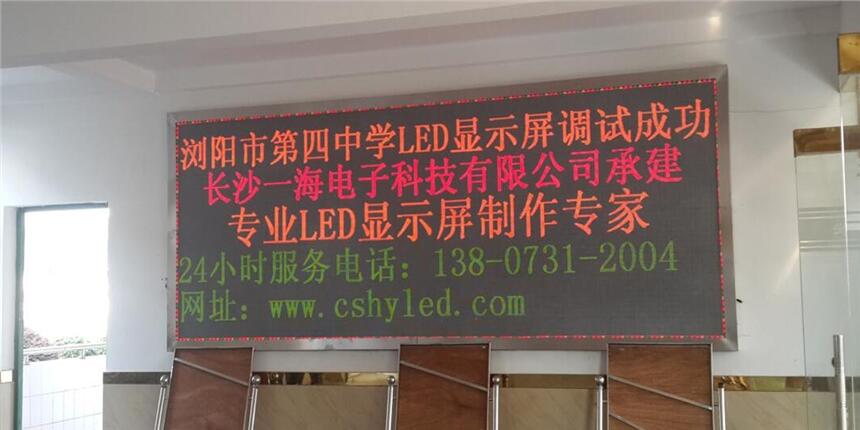 浏阳市第四中学LED显示屏调试成功
长沙一海电子科技有限公司承建
专业LED显示屏制作专家
24小时服务电话：138-0731-2004
网址：www.cshyled.com